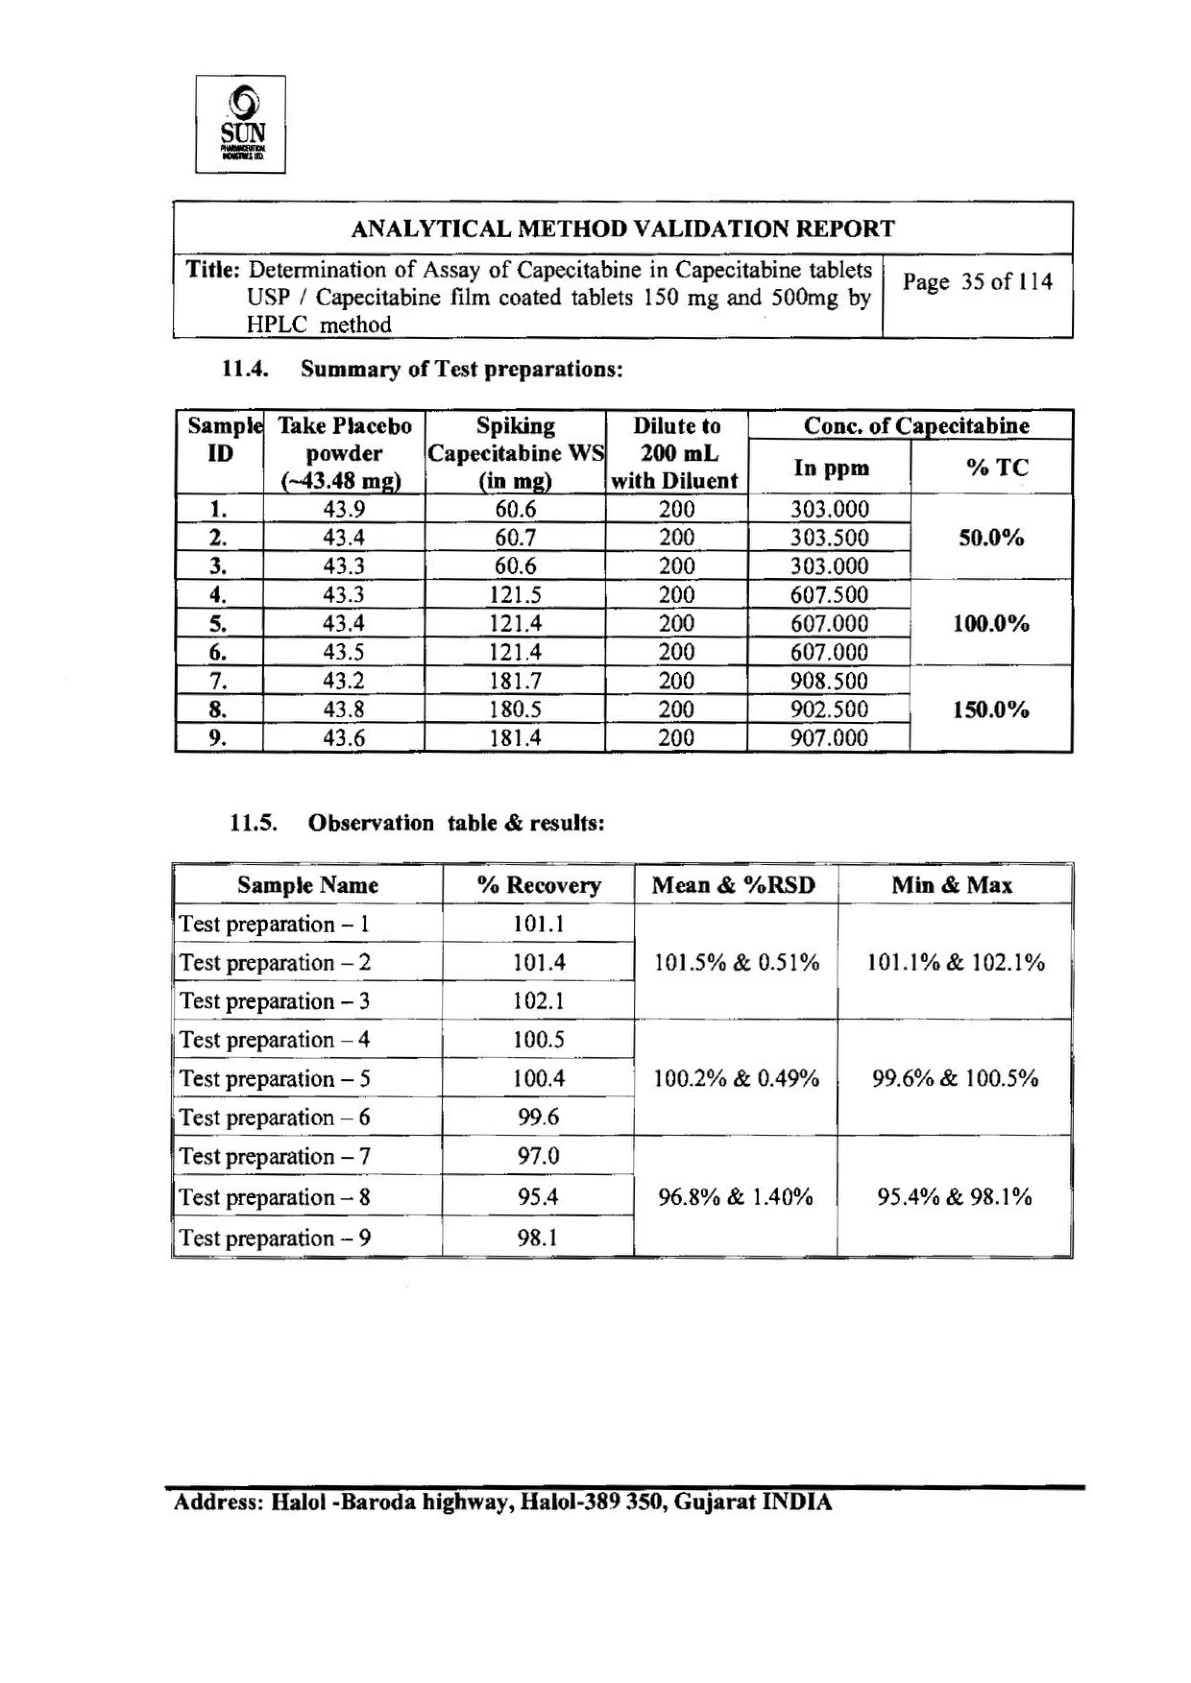 SUN
PHARMACEUTICAL
INDUSTRIES LTD.
ANALYTICAL METHOD VALIDATION REPORT
Title: Determination of Assay of Capecitabine in Capecitabine tablets
USP / Capecitabine film coated tablets 150 mg and 500mg by
HPLC method
Page 35 of 114
11.4. Summary of Test preparations:
Sample ID | Take Placebo powder (~43.48 mg) | Spiking Capecitabine WS (in mg) | Dilute to 200 mL with Diluent | Conc. of Capecitabine
In ppm | % TC
1. 43.9 60.6 200 303.000
2. 43.4 60.7 200 303.500 50.0%
3. 43.3 60.6 200 303.000
4. 43.3 121.5 200 607.500
5. 43.4 121.4 200 607.000 100.0%
6. 43.5 121.4 200 607.000
7. 43.2 181.7 200 908.500
8. 43.8 180.5 200 902.500 150.0%
9. 43.6 181.4 200 907.000
11.5. Observation table & results:
Sample Name % Recovery Mean & %RSD Min & Max
Test preparation – 1 101.1
Test preparation – 2 101.4 101.5% & 0.51% 101.1% & 102.1%
Test preparation – 3 102.1
Test preparation – 4 100.5
Test preparation – 5 100.4 100.2% & 0.49% 99.6% & 100.5%
Test preparation – 6 99.6
Test preparation – 7 97.0
Test preparation – 8 95.4 96.8% & 1.40% 95.4% & 98.1%
Test preparation – 9 98.1
Address: Halol -Baroda highway, Halol-389 350, Gujarat INDIA